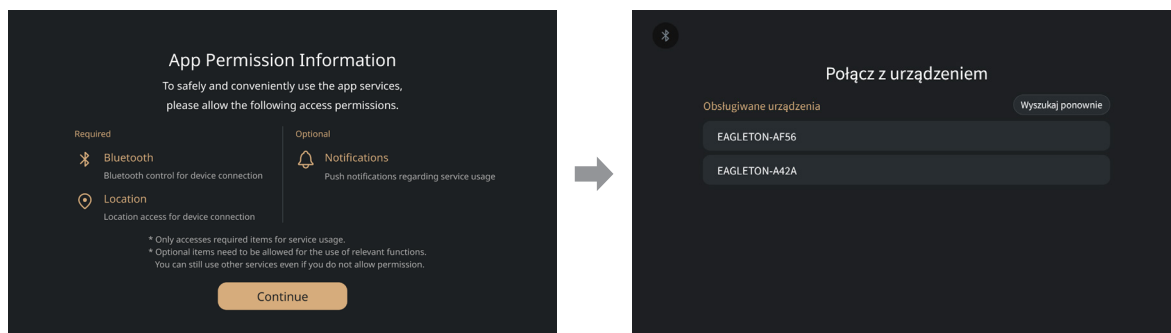 App Permission Information
To safely and conveniently use the app services,
please allow the following access permissions.
Required
Bluetooth
Bluetooth control for device connection
Location
Location access for device connection
Optional
Notifications
Push notifications regarding service usage
* Only accesses required items for service usage.
* Optional items need to be allowed for the use of relevant functions.
You can still use other services even if you do not allow permission.
Continue
Połącz z urządzeniem
Obsługiwane urządzenia
Wyszukaj ponownie
EAGLETON-AF56
EAGLETON-A42A